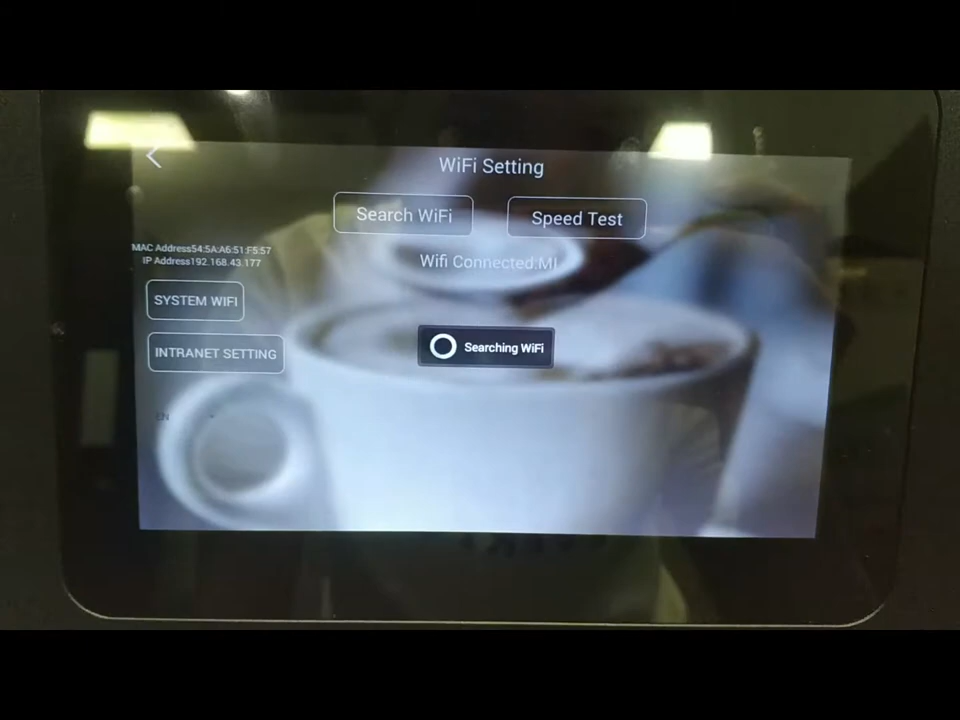 WiFi Setting
Search WiFi
Speed Test
MAC Address54:5A:A6:51:F5:57
IP Address192.168.43.177
Wifi Connected:MI
SYSTEM WIFI
Searching WiFi
INTRANET SETTING
EN